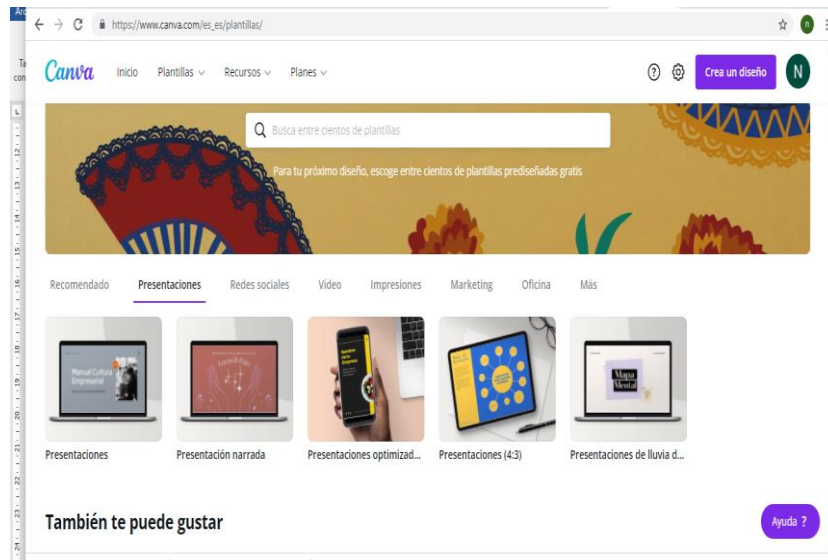 https://www.canva.com/es_es/plantillas/
Canva Inicio Plantillas Recursos Planes ? Crea un diseño N
Busca entre cientos de plantillas
Para tu próximo diseño, escoge entre cientos de plantillas prediseñadas gratis
Recomendado Presentaciones Redes sociales Vídeo Impresiones Marketing Oficina Más
Manual Cultura
Empresarial
Mapa
Mental
Presentaciones Presentación narrada Presentaciones optimizad... Presentaciones (4:3) Presentaciones de lluvia d...
También te puede gustar
Ayuda ?